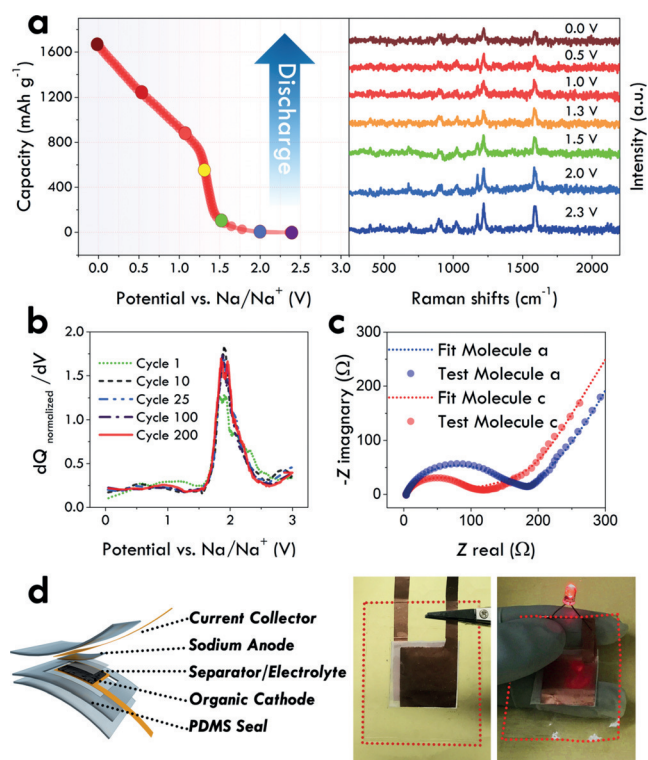 a
Capacity (mAh g⁻¹)
1600
1200
800
400
0
0.0 0.5 1.0 1.5 2.0 2.5 3.0
Potential vs. Na/Na⁺ (V)
Discharge
0.0 V
0.5 V
1.0 V
1.3 V
1.5 V
2.0 V
2.3 V
500 1000 1500 2000
Raman shifts (cm⁻¹)
Intensity (a.u.)
b
dQ normalized /dV
2.0
1.5
1.0
0.5
0.0
Cycle 1
Cycle 10
Cycle 25
Cycle 100
Cycle 200
0 1 2 3
Potential vs. Na/Na⁺ (V)
c
-Z imagnary (Ω)
300
250
200
150
100
50
0
Fit Molecule a
Test Molecule a
Fit Molecule c
Test Molecule c
0 100 200 300
Z real (Ω)
d
Current Collector
Sodium Anode
Separator/Electrolyte
Organic Cathode
PDMS Seal